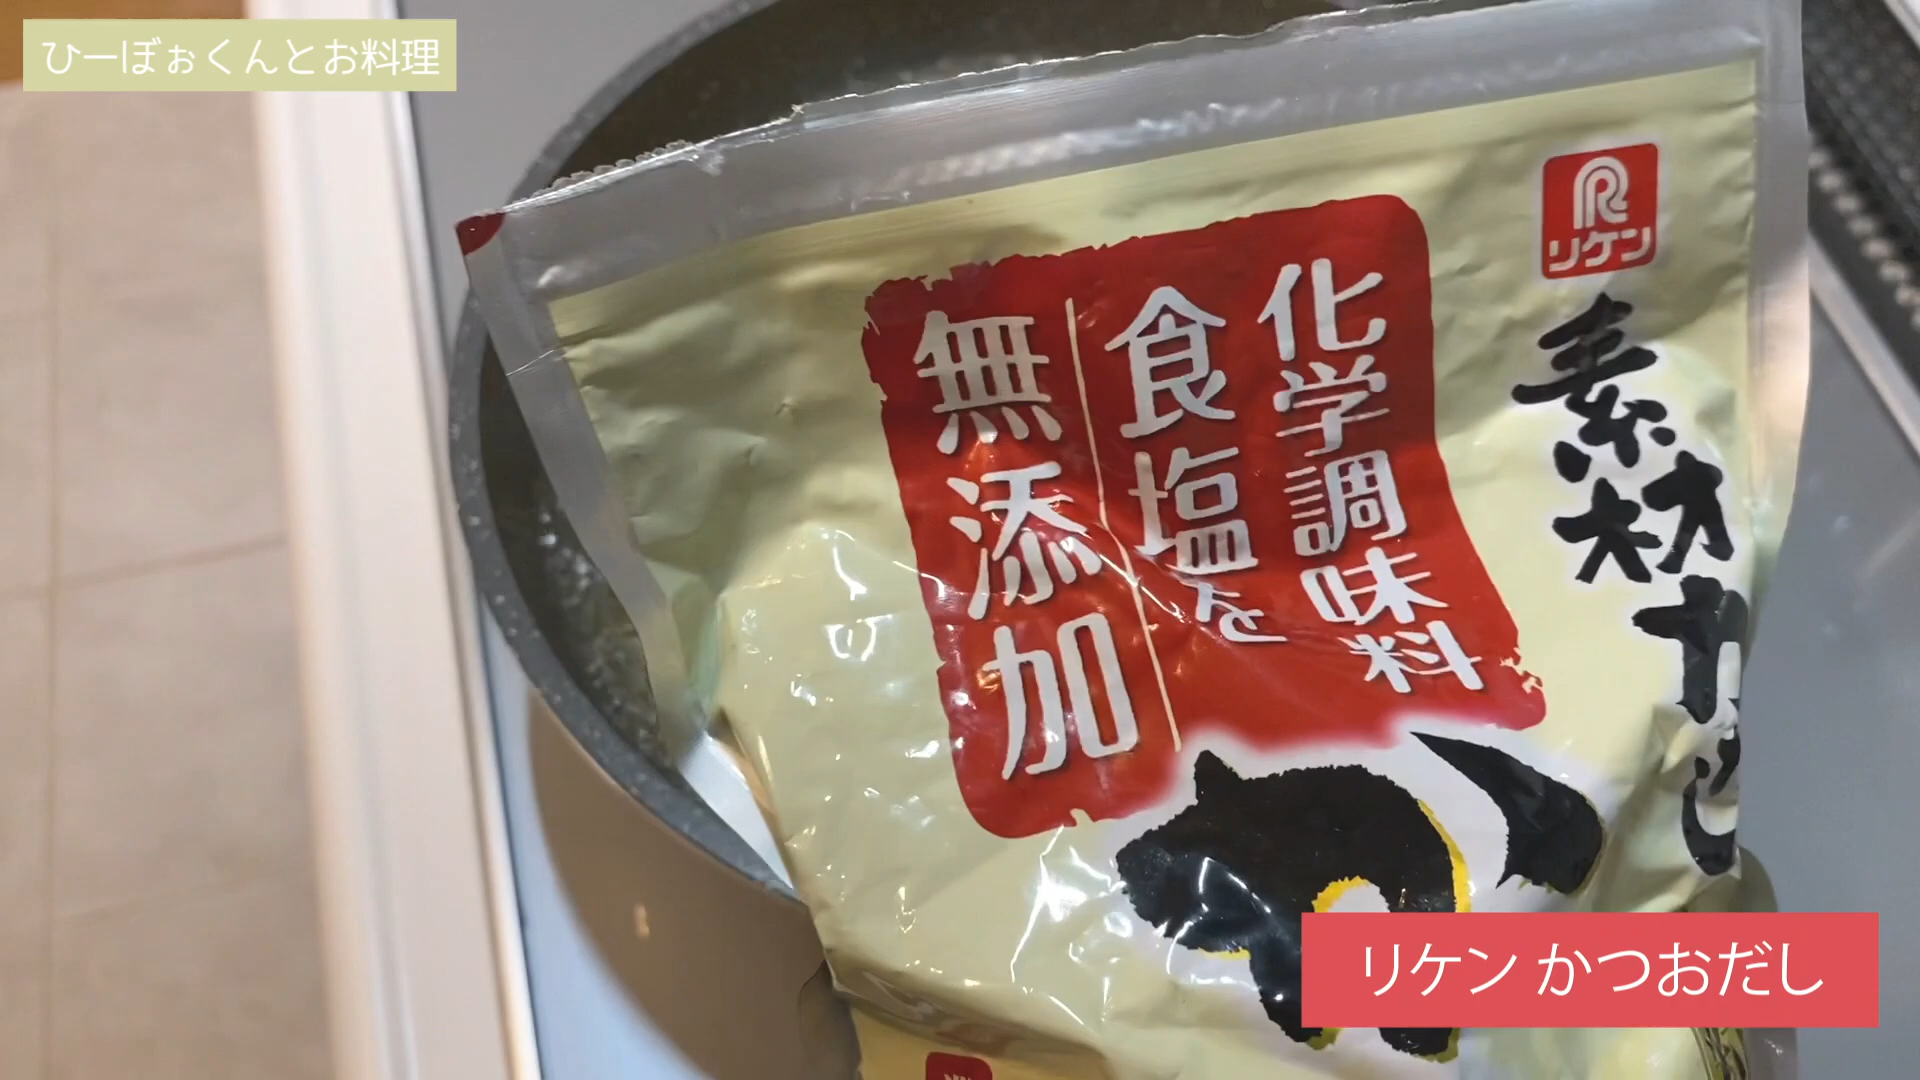 ひーぼぉくんとお料理
リケン
素材力だし
化学調味料
食塩を
無添加
か
リケン かつおだし